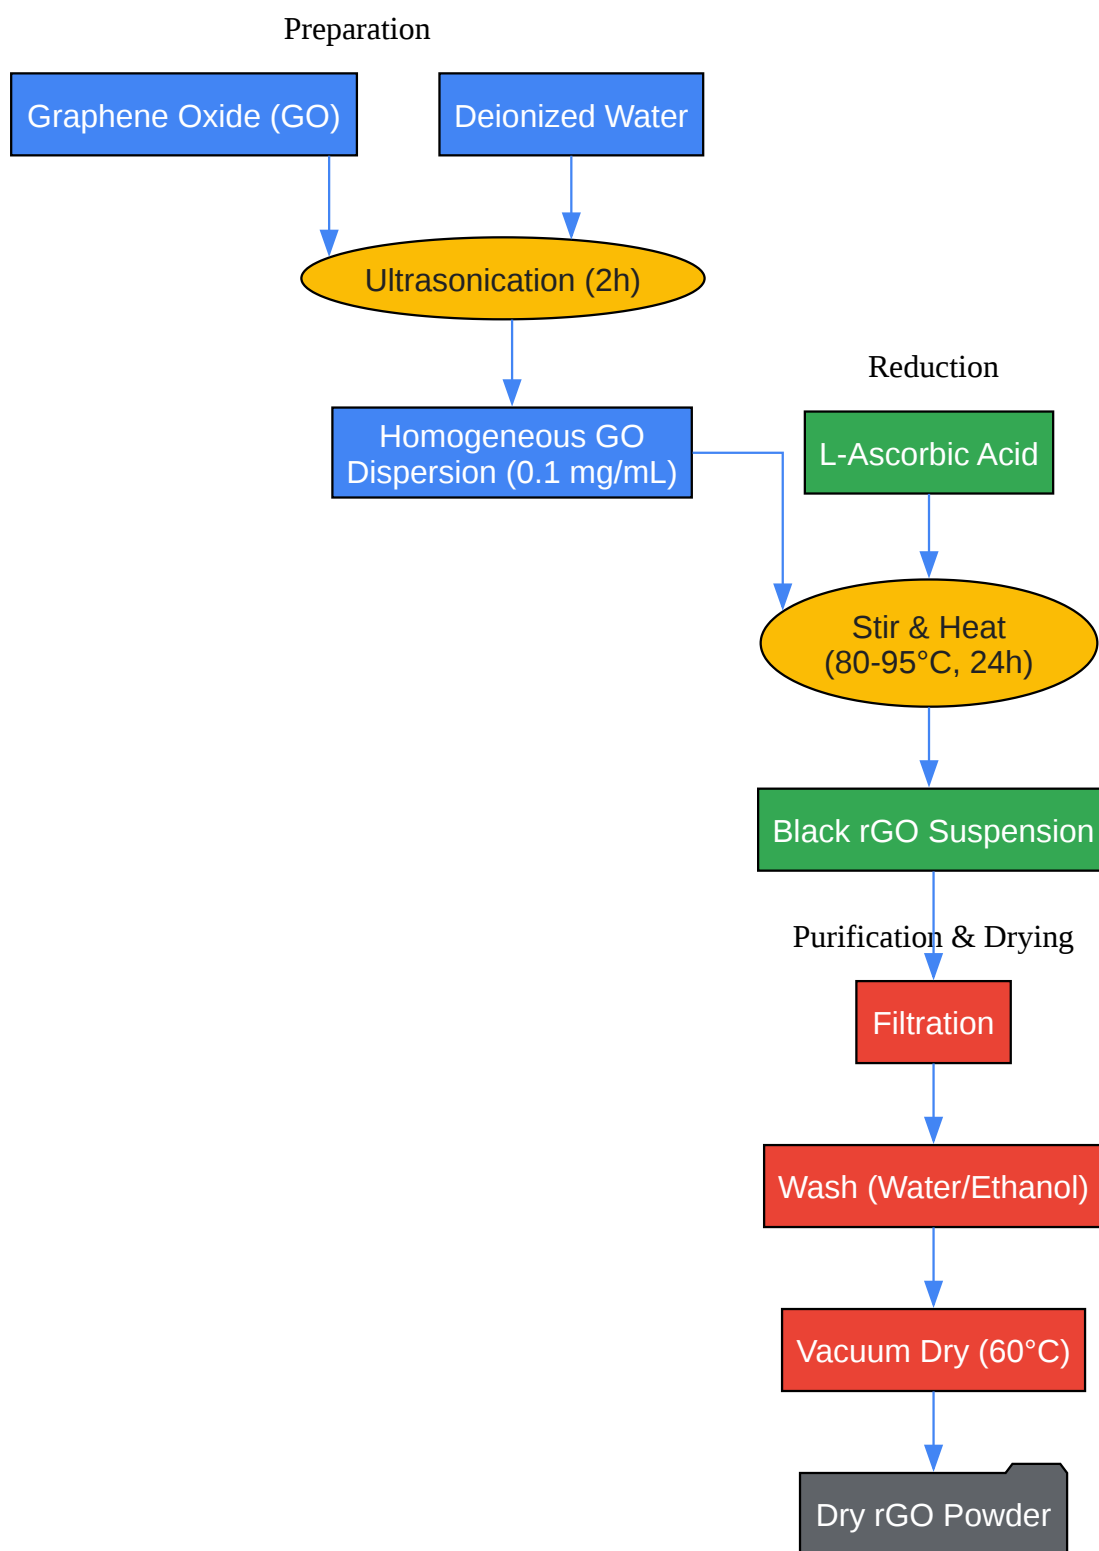 Preparation
Graphene Oxide (GO)
Deionized Water
Ultrasonication (2h)
Homogeneous GO
Dispersion (0.1 mg/mL)
Reduction
L-Ascorbic Acid
Stir & Heat
(80-95°C, 24h)
Black rGO Suspension
Purification & Drying
Filtration
Wash (Water/Ethanol)
Vacuum Dry (60°C)
Dry rGO Powder